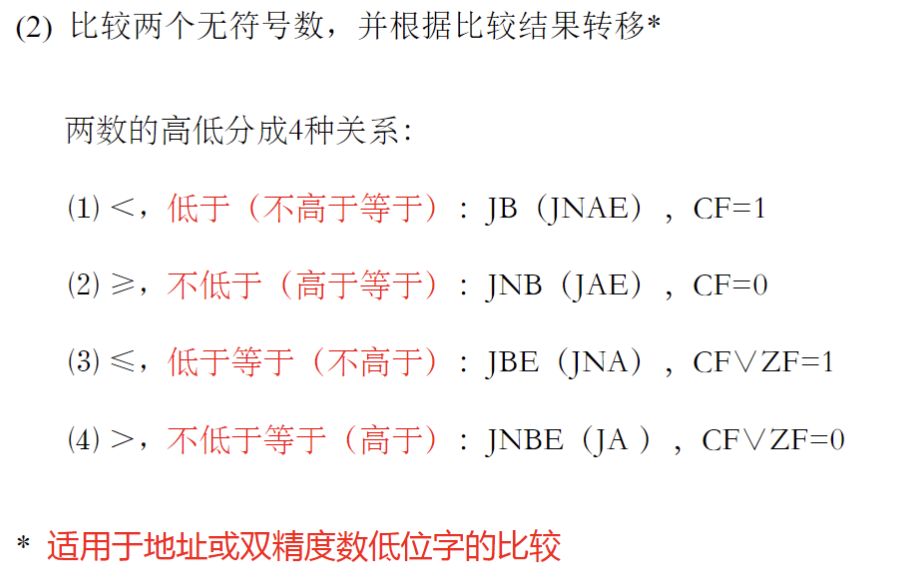 (2) 比较两个无符号数，并根据比较结果转移*
两数的高低分成4种关系：
(1) <，低于（不高于等于）： JB（JNAE）, CF=1
(2) ≥，不低于（高于等于）： JNB（JAE）, CF=0
(3) ≤，低于等于（不高于）： JBE（JNA）, CF∨ZF=1
(4) >，不低于等于（高于）： JNBE（JA ）, CF∨ZF=0
* 适用于地址或双精度数低位字的比较